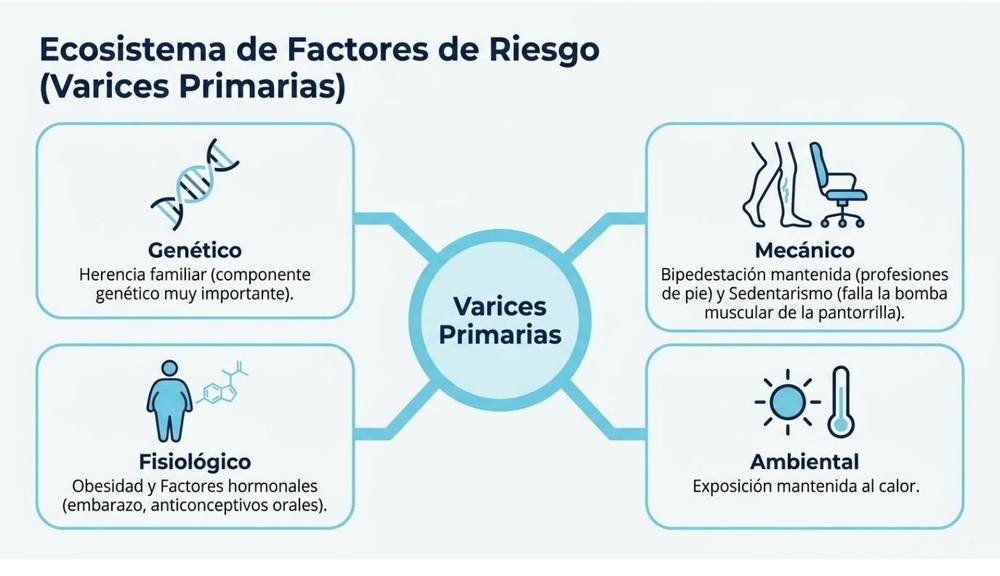 Ecosistema de Factores de Riesgo
(Varices Primarias)
Genético
Herencia familiar (componente
genético muy importante).
Mecánico
Bipedestación mantenida (profesiones
de pie) y Sedentarismo (falla la bomba
muscular de la pantorrilla).
Varices
Primarias
Fisiológico
Obesidad y Factores hormonales
(embarazo, anticonceptivos orales).
Ambiental
Exposición mantenida al calor.